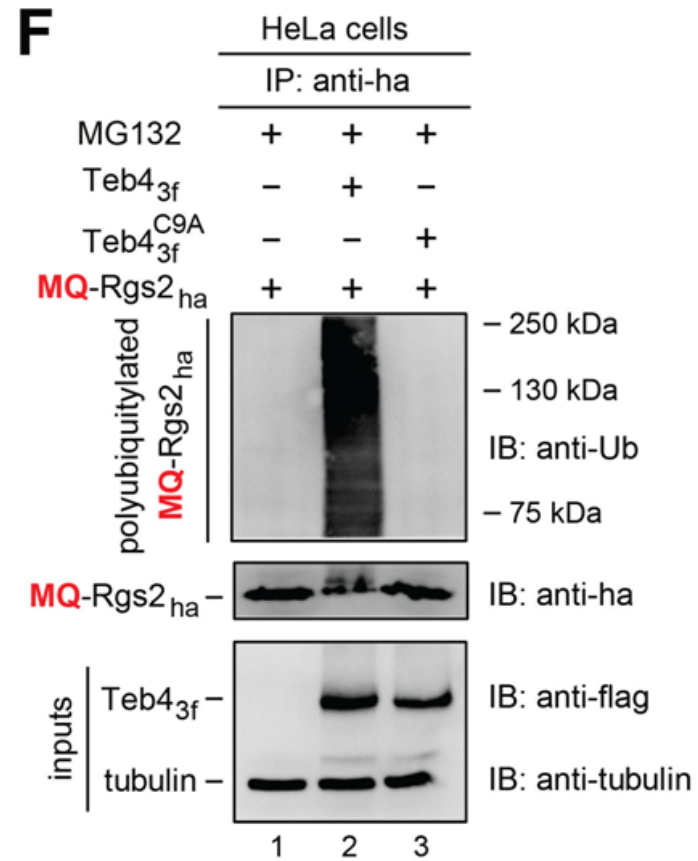 F
HeLa cells
IP: anti-ha
MG132 + + +
Teb4 3f – + –
Teb4 C9A 3f – – +
MQ-Rgs2 ha + + +
polyubiquitylated
MQ-Rgs2 ha
– 250 kDa
– 130 kDa
IB: anti-Ub
– 75 kDa
MQ-Rgs2 ha – IB: anti-ha
inputs
Teb4 3f – IB: anti-flag
tubulin – IB: anti-tubulin
1 2 3